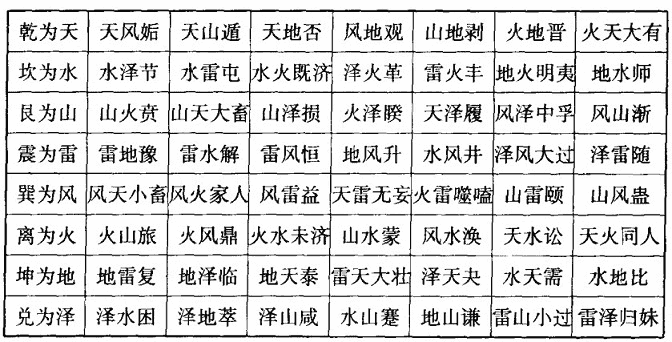 乾为天 天风姤 天山遁 天地否 风地观 山地剥 火地晋 火天大有
坎为水 水泽节 水雷屯 水火既济 泽火革 雷火丰 地火明夷 地水师
艮为山 山火贲 山天大畜 山泽损 火泽睽 天泽履 风泽中孚 风山渐
震为雷 雷地豫 雷水解 雷风恒 地风升 水风井 泽风大过 泽雷随
巽为风 风天小畜 风火家人 风雷益 天雷无妄 火雷噬嗑 山雷颐 山风蛊
离为火 火山旅 火风鼎 火水未济 山水蒙 风水涣 天水讼 天火同人
坤为地 地雷复 地泽临 地天泰 雷天大壮 泽天夬 水天需 水地比
兑为泽 泽水困 泽地萃 泽山咸 水山蹇 地山谦 雷山小过 雷泽归妹